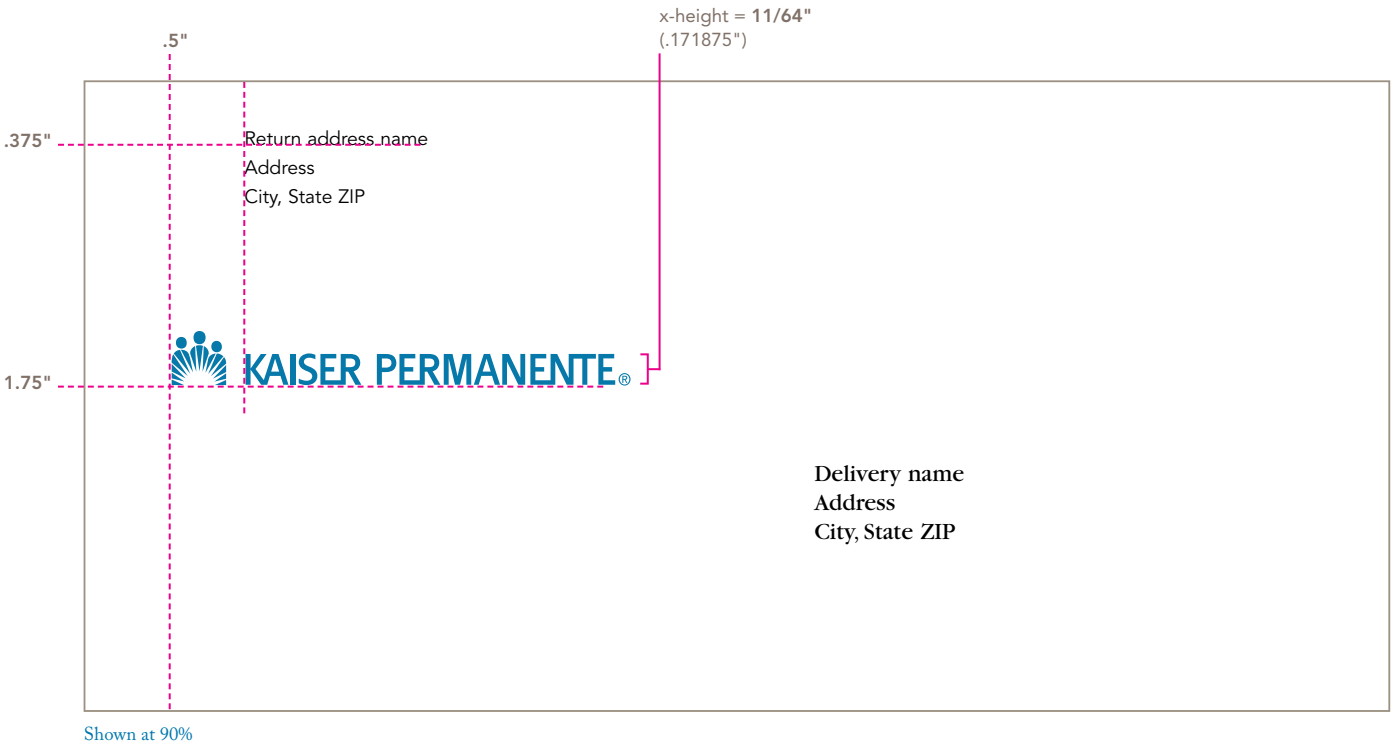 x-height = 11/64"
(.171875")
.5"
.375"
Return address name
Address
City, State ZIP
KAISER PERMANENTE®
1.75"
Delivery name
Address
City, State ZIP
Shown at 90%